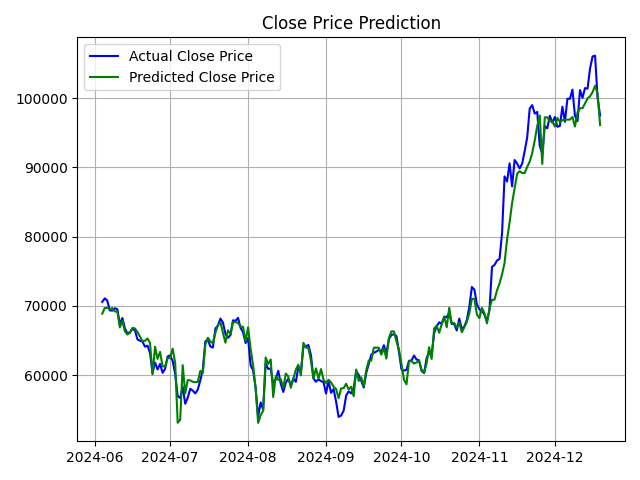 Close Price Prediction
Actual Close Price
Predicted Close Price
100000
90000
80000
70000
60000
2024-06 2024-07 2024-08 2024-09 2024-10 2024-11 2024-12